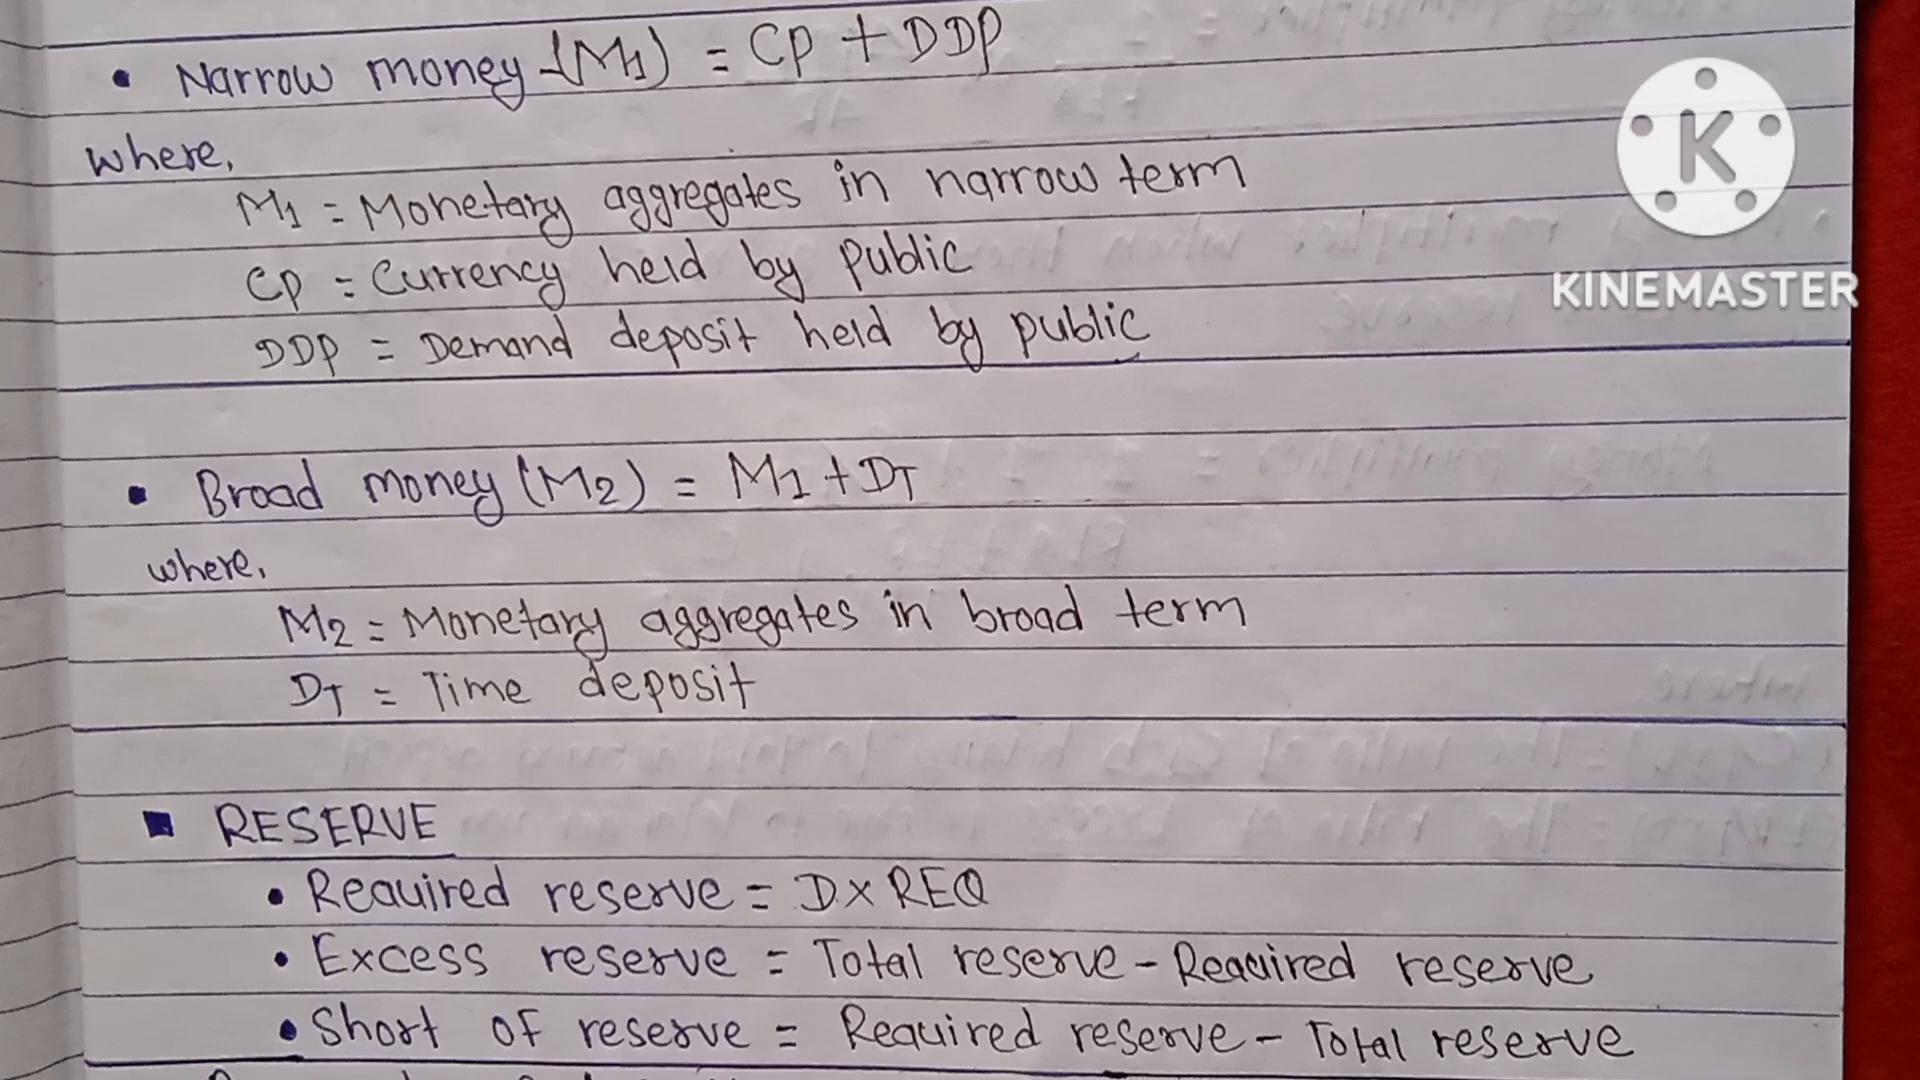 • Narrow money (M1) = CP + DDP
where,
M1 = Monetary aggregates in narrow term
CP = Currency held by public
DDP = Demand deposit held by public
• Broad money (M2) = M1 + DT
where,
M2 = Monetary aggregates in broad term
DT = Time deposit
■ RESERVE
• Required reserve = D x REQ
• Excess reserve = Total reserve - Required reserve
• Short of reserve = Required reserve - Total reserve
K
KINEMASTER